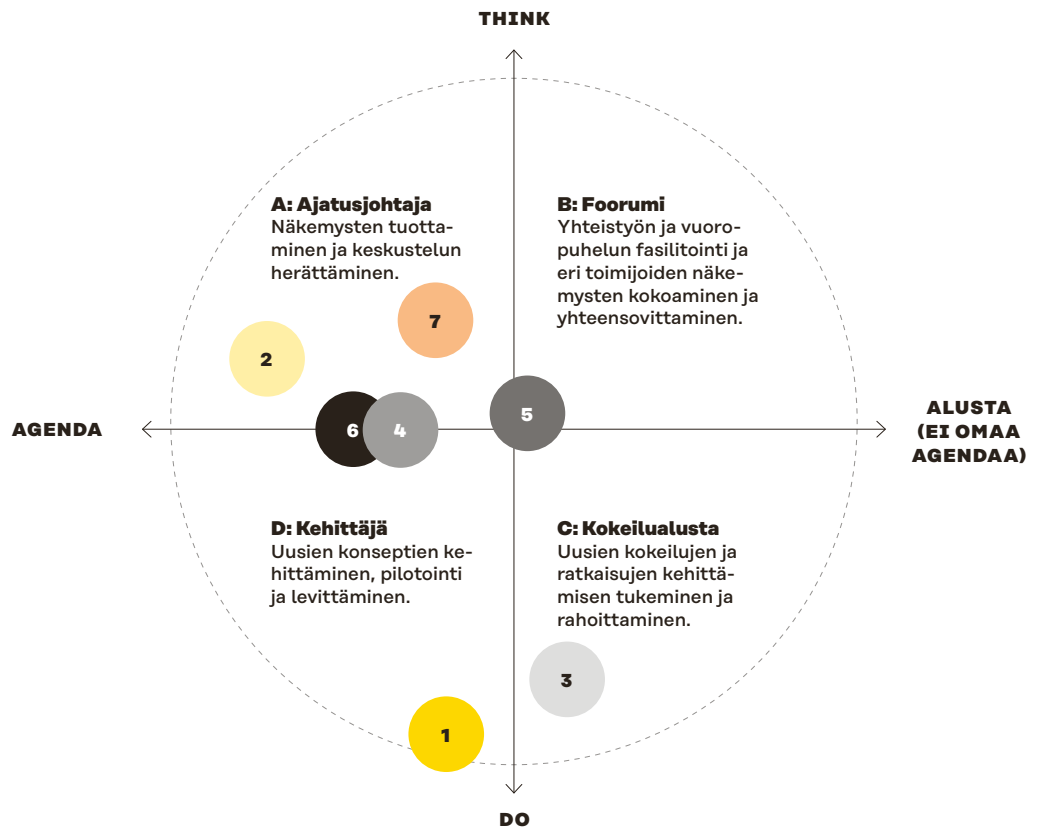 THINK
A: Ajatusjohtaja
Näkemysten tuotta-
minen ja keskustelun
herättäminen.
B: Foorumi
Yhteistyön ja vuoro-
puhelun fasilitointi ja
eri toimijoiden näke-
mysten kokoaminen ja
yhteensovittaminen.
7
2
AGENDA
6
4
5
ALUSTA
(EI OMAA
AGENDAA)
D: Kehittäjä
Uusien konseptien ke-
hittäminen, pilotointi
ja levittäminen.
C: Kokeilualusta
Uusien kokeilujen ja
ratkaisujen kehittä-
misen tukeminen ja
rahoittaminen.
3
1
DO